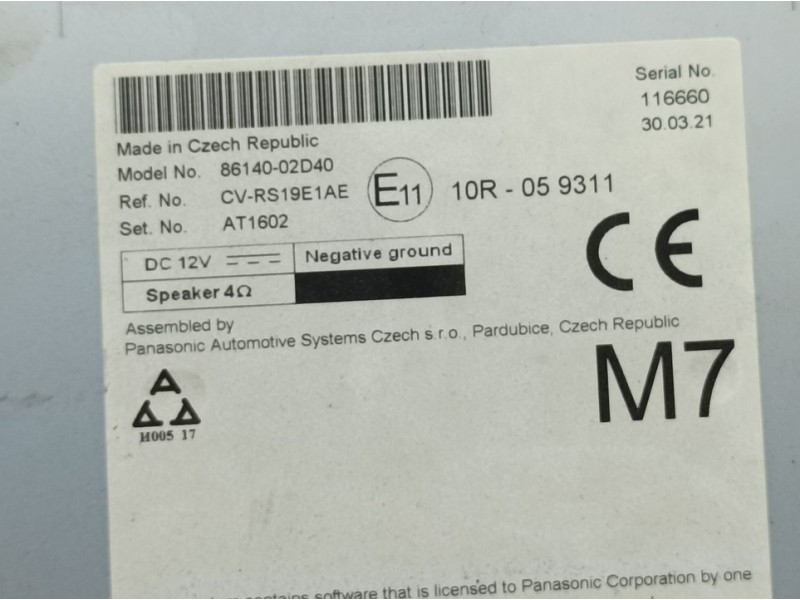 Serial No.
116660
30.03.21
Made in Czech Republic
Model No. 86140-02D40
Ref. No. CV-RS19E1AE
Set. No. AT1602
E11 10R - 05 9311
CE
DC 12V Negative ground
Speaker 4Ω
Assembled by
Panasonic Automotive Systems Czech s.r.o., Pardubice, Czech Republic
M7
H005 17
contains software that is licensed to Panasonic Corporation by one